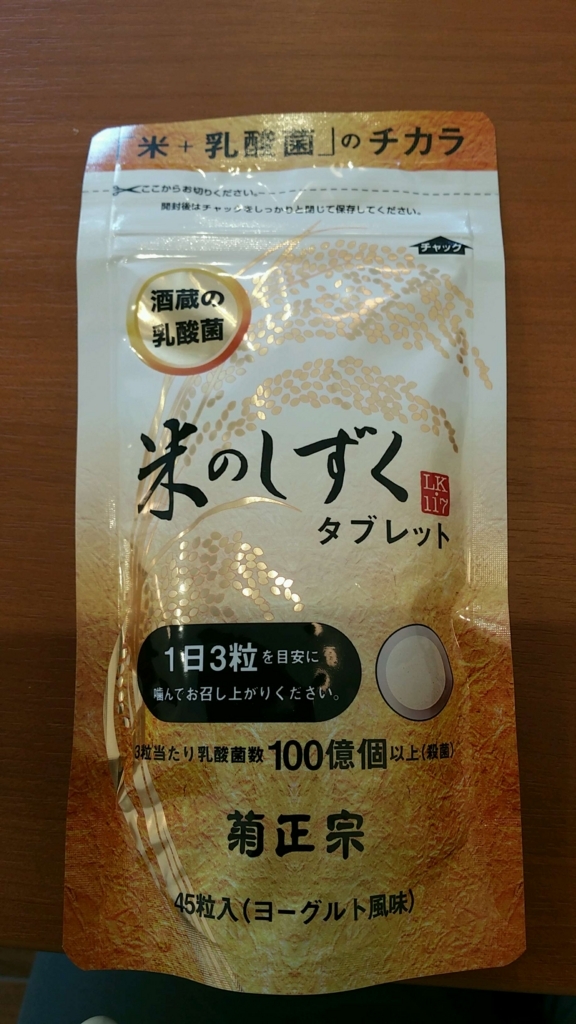 「米+乳酸菌」のチカラ
ここからお切りください。
開封後はチャックをしっかりと閉じて保存してください。
チャック
酒蔵の
乳酸菌
米のしずく
LK-
117
タブレット
1日3粒を目安に
噛んでお召し上がりください。
3粒当たり乳酸菌数100億個以上(殺菌)
菊正宗
45粒入(ヨーグルト風味)